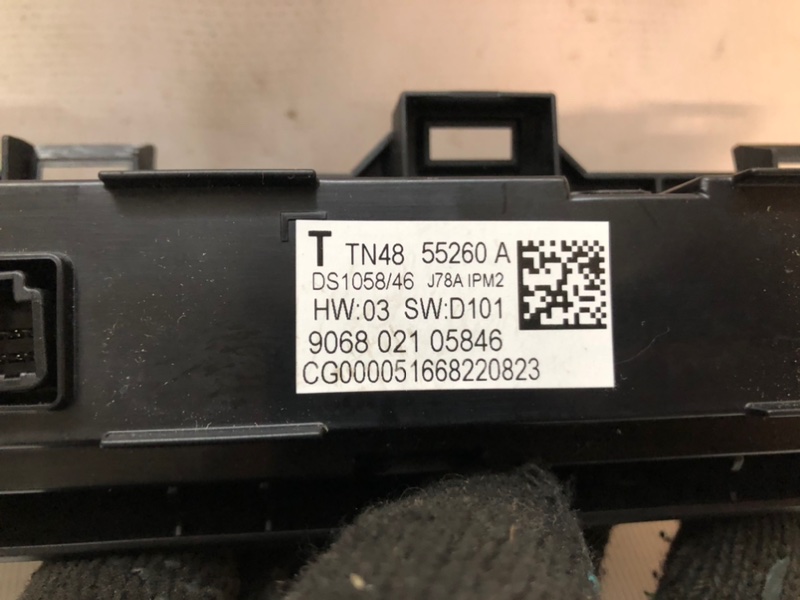 T TN48 55260 A
DS1058/46 J78A IPM2
HW:03 SW:D101
9068 021 05846
CG000051668220823